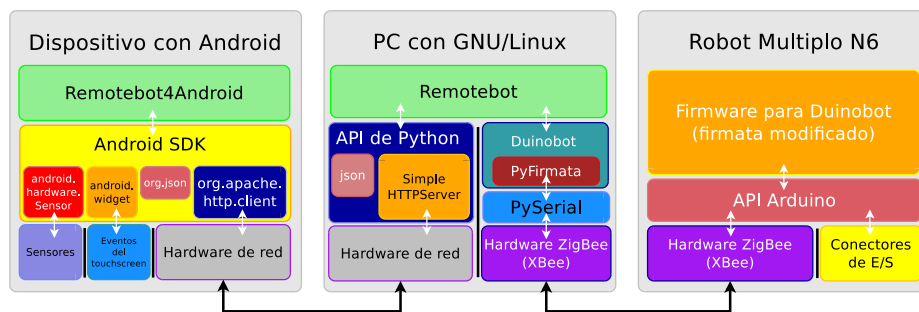 Dispositivo con Android
Remotebot4Android
Android SDK
android.
hardware.
Sensor
android.
widget
org.json
org.apache.
http.client
Sensores
Eventos
del
touchscreen
Hardware de red
PC con GNU/Linux
Remotebot
API de Python
json
Simple
HTTPServer
Duinobot
PyFirmata
PySerial
Hardware de red
Hardware ZigBee
(XBee)
Robot Multiplo N6
Firmware para Duinobot
(firmata modificado)
API Arduino
Hardware ZigBee
(XBee)
Conectores
de E/S